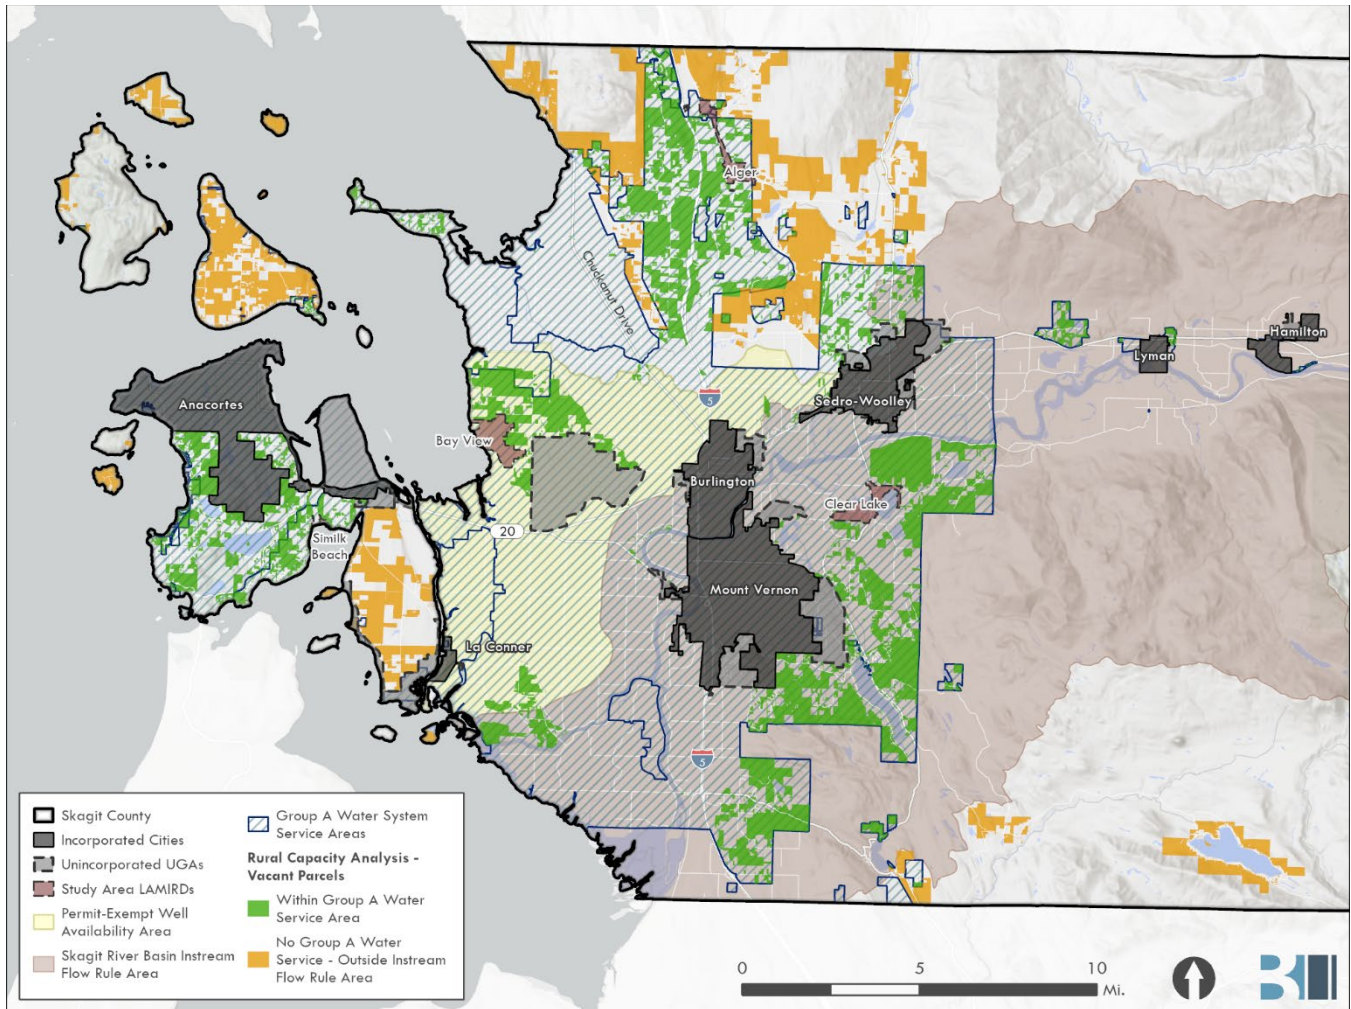 Alger
Chuckanut Drive
Hamilton
Lyman
5
Sedro-Woolley
Anacortes
Bay View
Burlington
Clear Lake
20
Similk
Beach
Mount Vernon
La Conner
5
Skagit County
Incorporated Cities
Unincorporated UGAs
Study Area LAMIRDs
Permit-Exempt Well
Availability Area
Skagit River Basin Instream
Flow Rule Area
Group A Water System
Service Areas
Rural Capacity Analysis -
Vacant Parcels
Within Group A Water
Service Area
No Group A Water
Service - Outside Instream
Flow Rule Area
0 5 10
Mi.